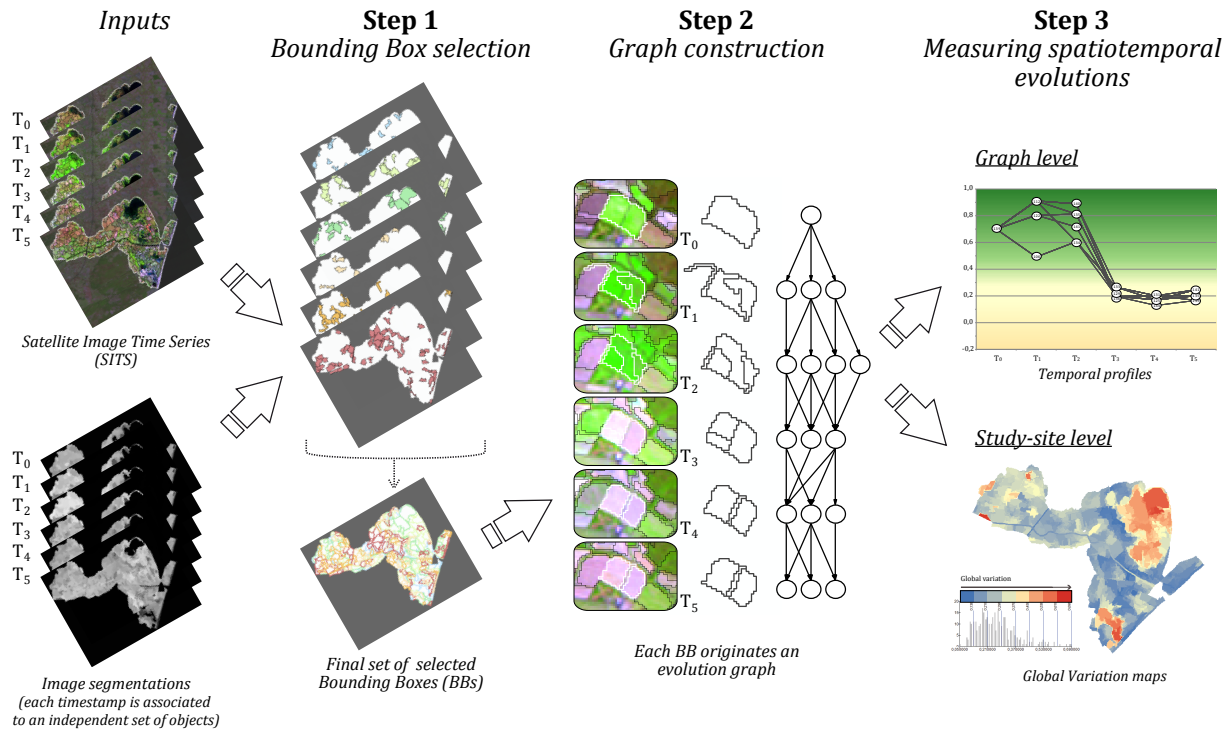 Inputs
T0
T1
T2
T3
T4
T5
Satellite Image Time Series
(SITS)
T0
T1
T2
T3
T4
T5
Image segmentations
(each timestamp is associated
to an independent set of objects)
Step 1
Bounding Box selection
Final set of selected
Bounding Boxes (BBs)
Step 2
Graph construction
T0
T1
T2
T3
T4
T5
Each BB originates an
evolution graph
Step 3
Measuring spatiotemporal
evolutions
Graph level
1,0
0,8
0,6
0,4
0,2
0,0
-0,2
T0 T1 T2 T3 T4 T5
Temporal profiles
Study-site level
Global variation
Global Variation maps